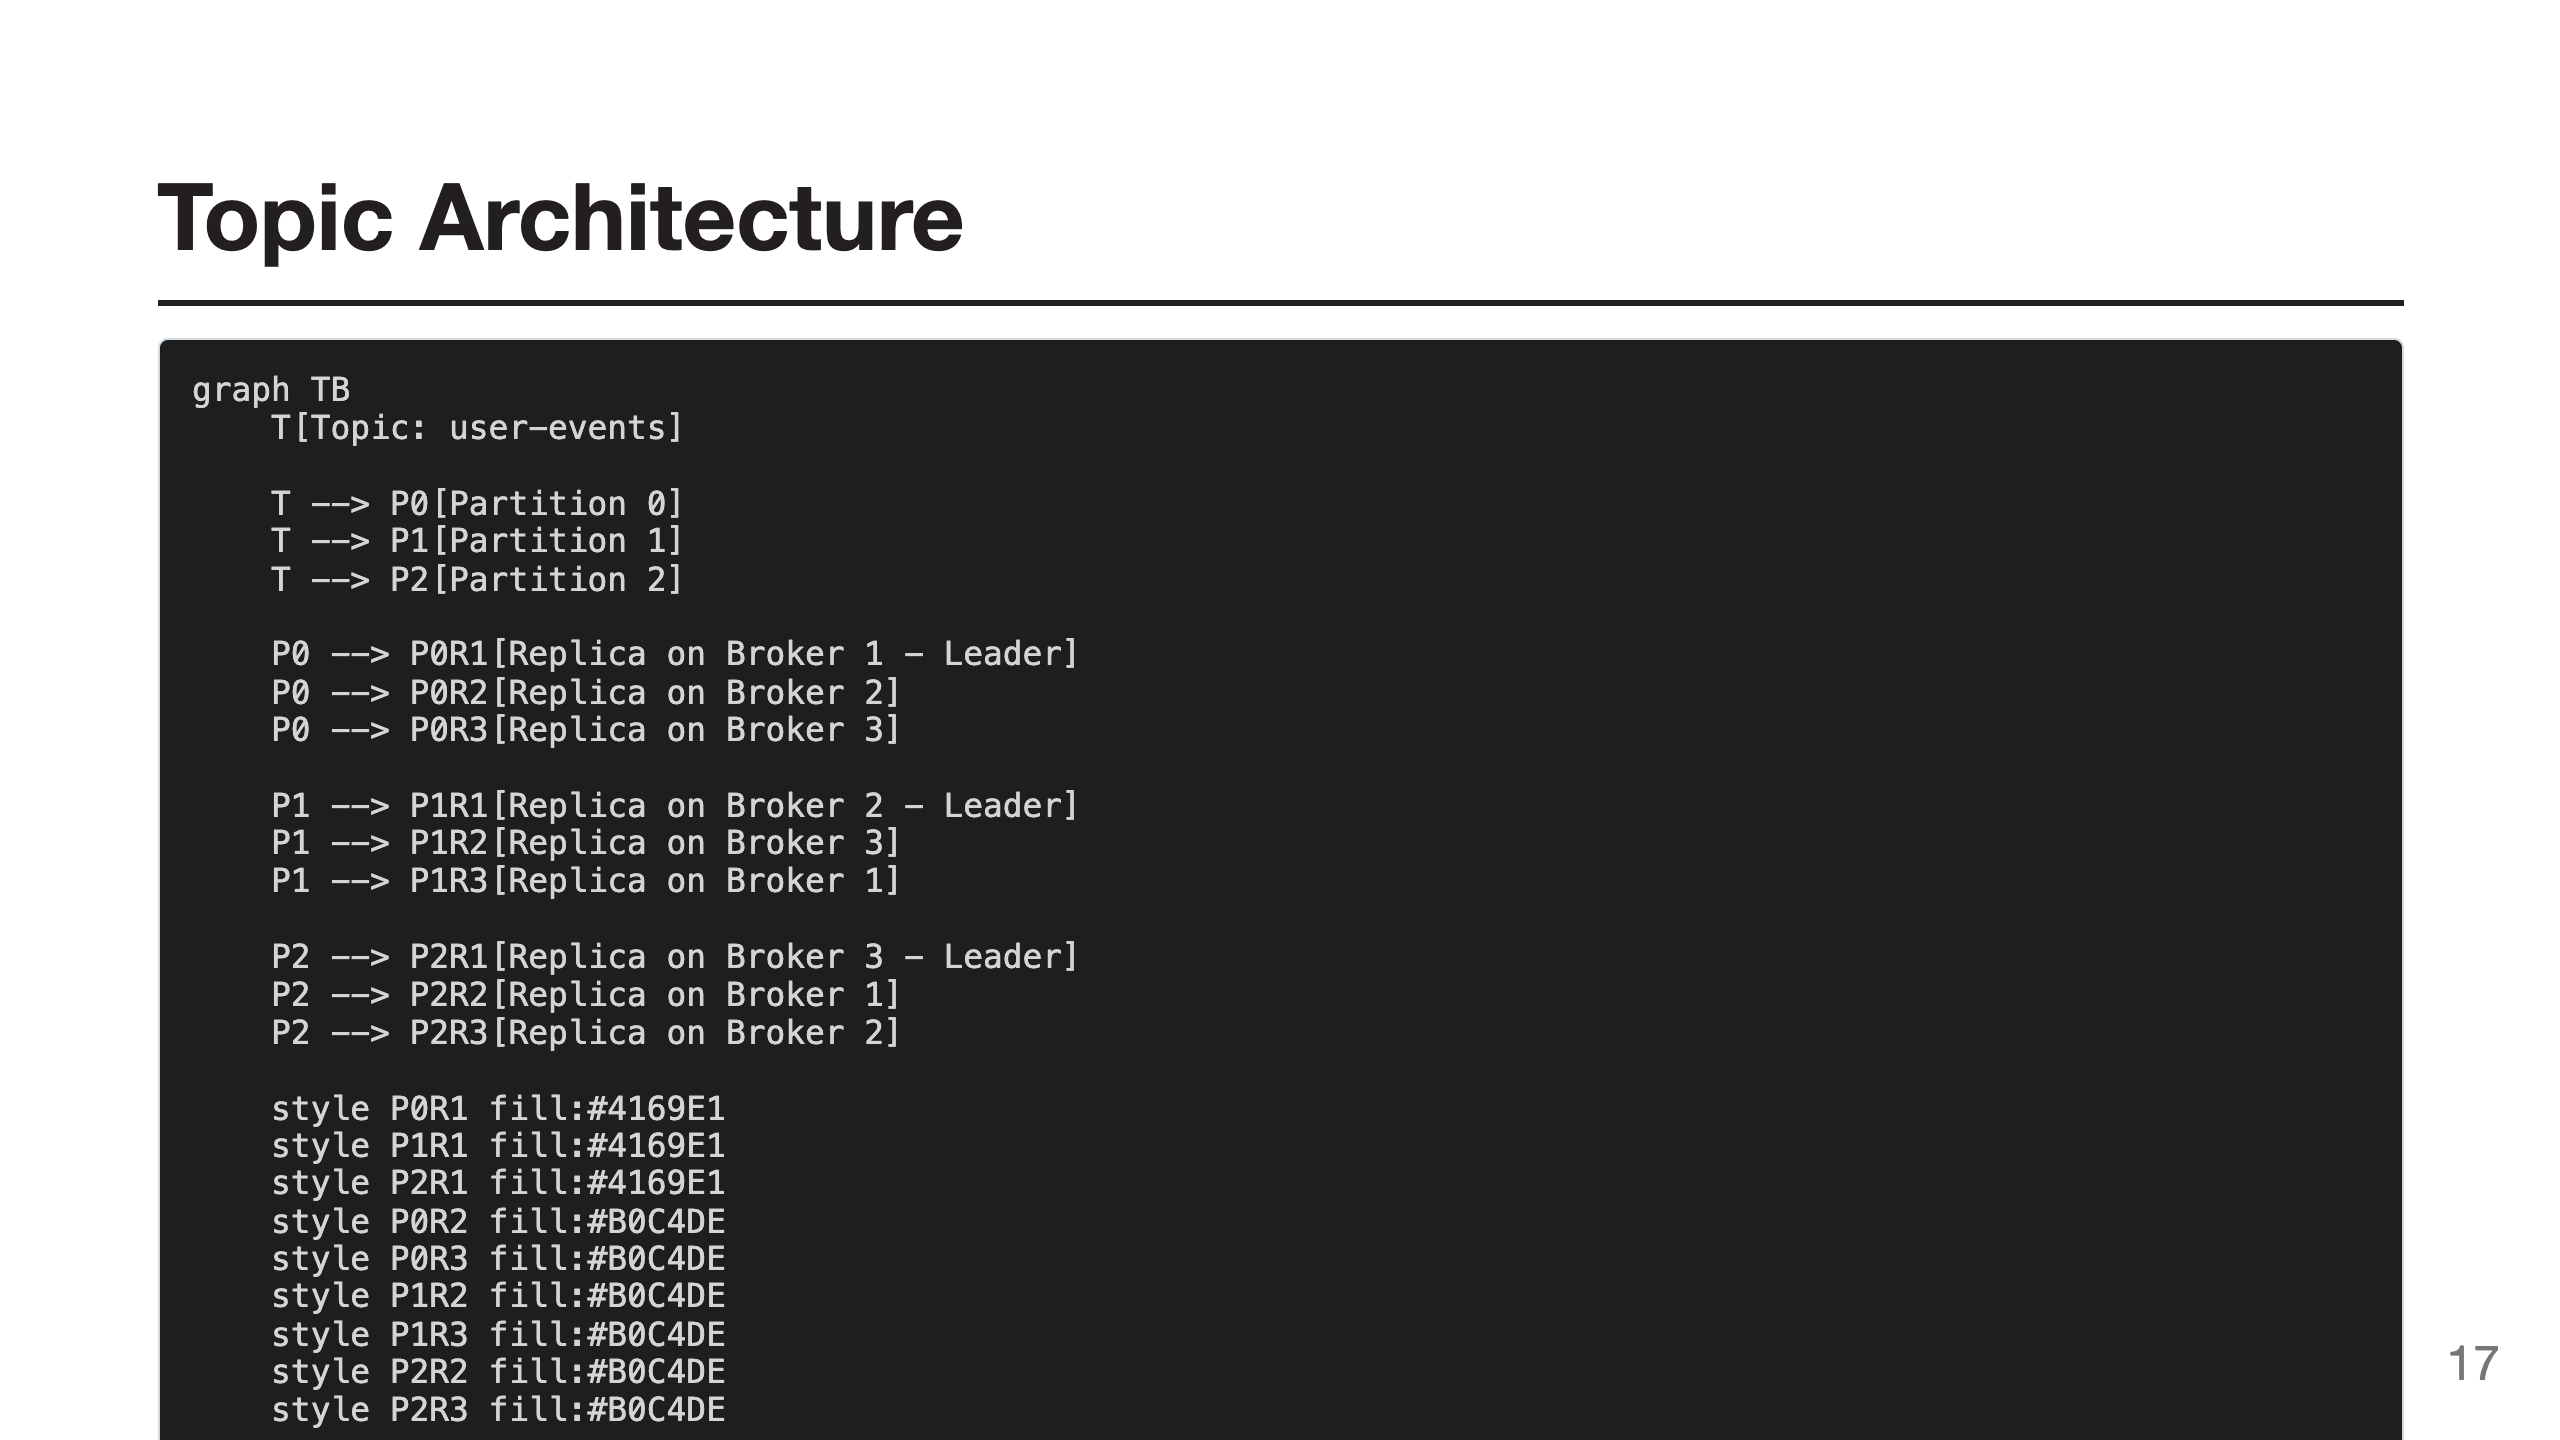 Topic Architecture
graph TB
T[Topic: user-events]
T --> P0[Partition 0]
T --> P1[Partition 1]
T --> P2[Partition 2]
P0 --> P0R1[Replica on Broker 1 - Leader]
P0 --> P0R2[Replica on Broker 2]
P0 --> P0R3[Replica on Broker 3]
P1 --> P1R1[Replica on Broker 2 - Leader]
P1 --> P1R2[Replica on Broker 3]
P1 --> P1R3[Replica on Broker 1]
P2 --> P2R1[Replica on Broker 3 - Leader]
P2 --> P2R2[Replica on Broker 1]
P2 --> P2R3[Replica on Broker 2]
style P0R1 fill:#4169E1
style P1R1 fill:#4169E1
style P2R1 fill:#4169E1
style P0R2 fill:#B0C4DE
style P0R3 fill:#B0C4DE
style P1R2 fill:#B0C4DE
style P1R3 fill:#B0C4DE
style P2R2 fill:#B0C4DE
style P2R3 fill:#B0C4DE
17